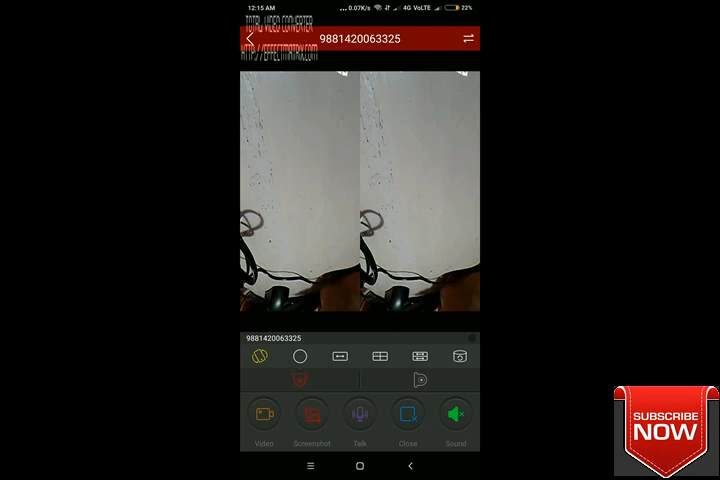 12:15 AM ... 0.07K/s 4G VoLTE 22%
TOTAL VIDEO CONVERTER
9881420063325
HTTP://EFFECTMATRIX.COM
9881420063325
Video Screenshot Talk Close Sound
SUBSCRIBE
NOW